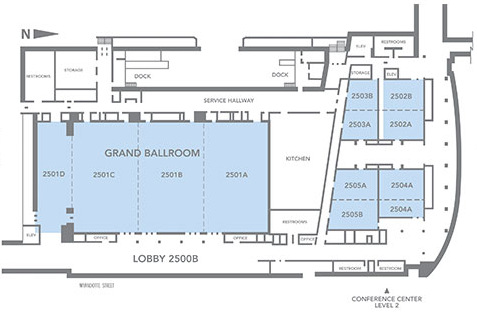 N
RESTROOMS
STORAGE
DOCK
DOCK
ELEV
RESTROOMS
STORAGE
ELEV
SERVICE HALLWAY
2503B
2502B
2503A
2502A
GRAND BALLROOM
KITCHEN
2501D
2501C
2501B
2501A
2505A
2504A
2505B
2504A
RESTROOMS
ELEV
OFFICE
OFFICE
OFFICE
LOBBY 2500B
RESTROOM
RESTROOM
WYANDOTTE STREET
CONFERENCE CENTER
LEVEL 2